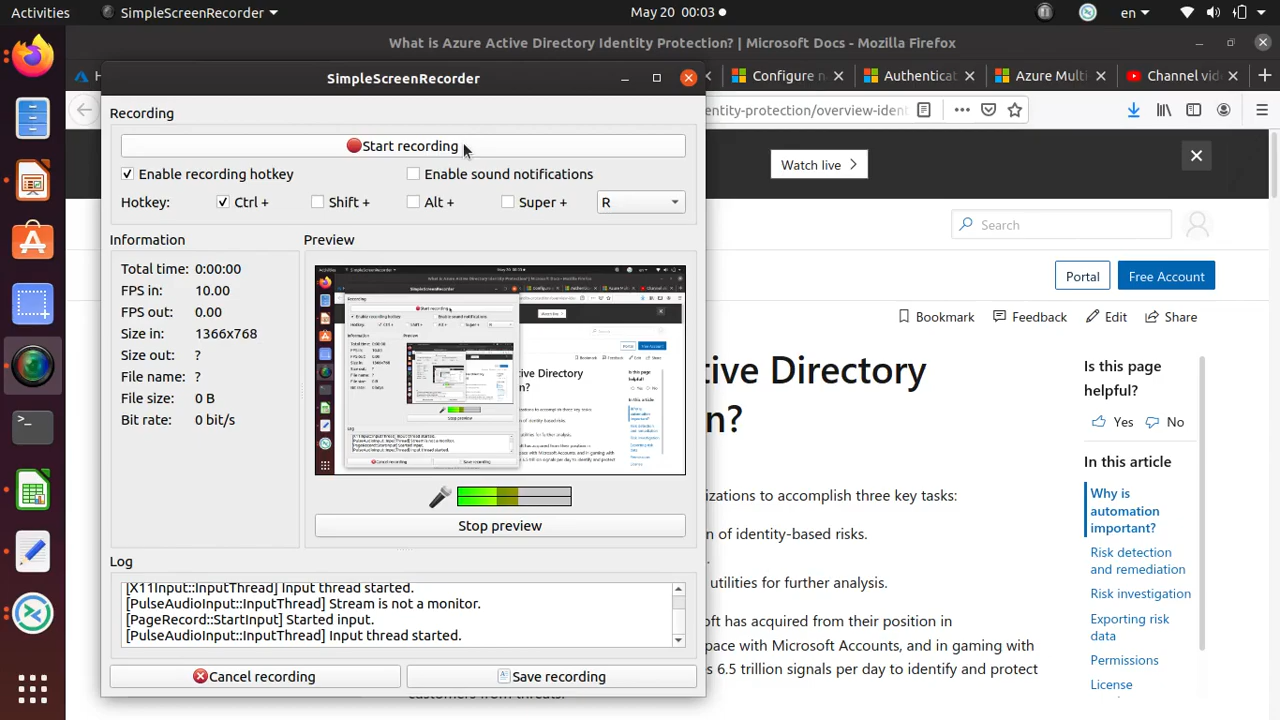 Activities
SimpleScreenRecorder
May 20 00:03
en
What is Azure Active Directory Identity Protection? | Microsoft Docs - Mozilla Firefox
Configure n
Authenticat
Azure Multi
Channel vid
entity-protection/overview-ident
SimpleScreenRecorder
Recording
Start recording
Enable recording hotkey
Enable sound notifications
Hotkey:
Ctrl +
Shift +
Alt +
Super +
R
Information
Total time: 0:00:00
FPS in: 10.00
FPS out: 0.00
Size in: 1366x768
Size out: ?
File name: ?
File size: 0 B
Bit rate: 0 bit/s
Preview
Stop preview
Log
[X11Input::InputThread] Input thread started.
[PulseAudioInput::InputThread] Stream is not a monitor.
[PageRecord::StartInput] Started input.
[PulseAudioInput::InputThread] Input thread started.
Cancel recording
Save recording
Watch live
Search
Portal
Free Account
Bookmark
Feedback
Edit
Share
tive Directory
n?
izations to accomplish three key tasks:
n of identity-based risks.
utilities for further analysis.
oft has acquired from their position in
pace with Microsoft Accounts, and in gaming with
s 6.5 trillion signals per day to identify and protect
customers from threats.
Is this page
helpful?
Yes
No
In this article
Why is
automation
important?
Risk detection
and remediation
Risk investigation
Exporting risk
data
Permissions
License